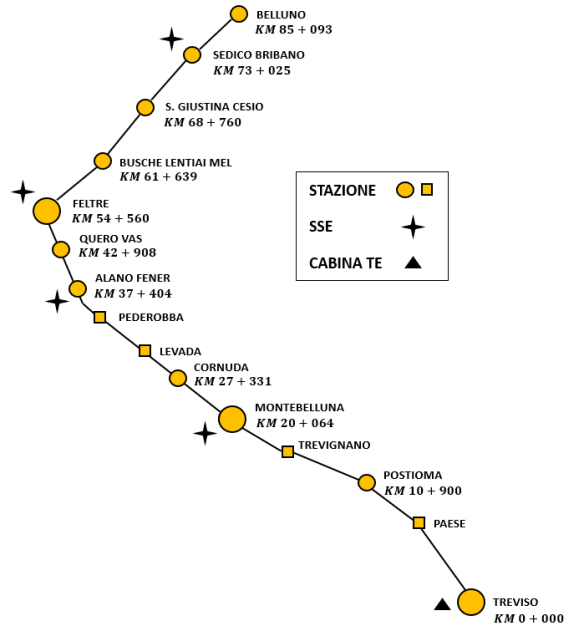 BELLUNO
KM 85 + 093
SEDICO BRIBANO
KM 73 + 025
S. GIUSTINA CESIO
KM 68 + 760
BUSCHE LENTIAI MEL
KM 61 + 639
FELTRE
KM 54 + 560
QUERO VAS
KM 42 + 908
ALANO FENER
KM 37 + 404
PEDEROBBA
LEVADA
CORNUDA
KM 27 + 331
MONTEBELLUNA
KM 20 + 064
TREVIGNANO
POSTIOMA
KM 10 + 900
PAESE
TREVISO
KM 0 + 000
STAZIONE
SSE
CABINA TE